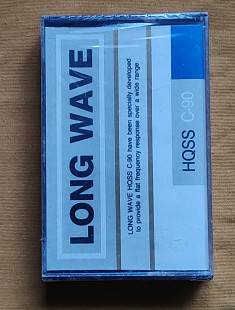 LONG WAVE
LONG WAVE HQSS C-90 have been specially developed
to provide a flat frequency response over a wide range
HQSS C-90